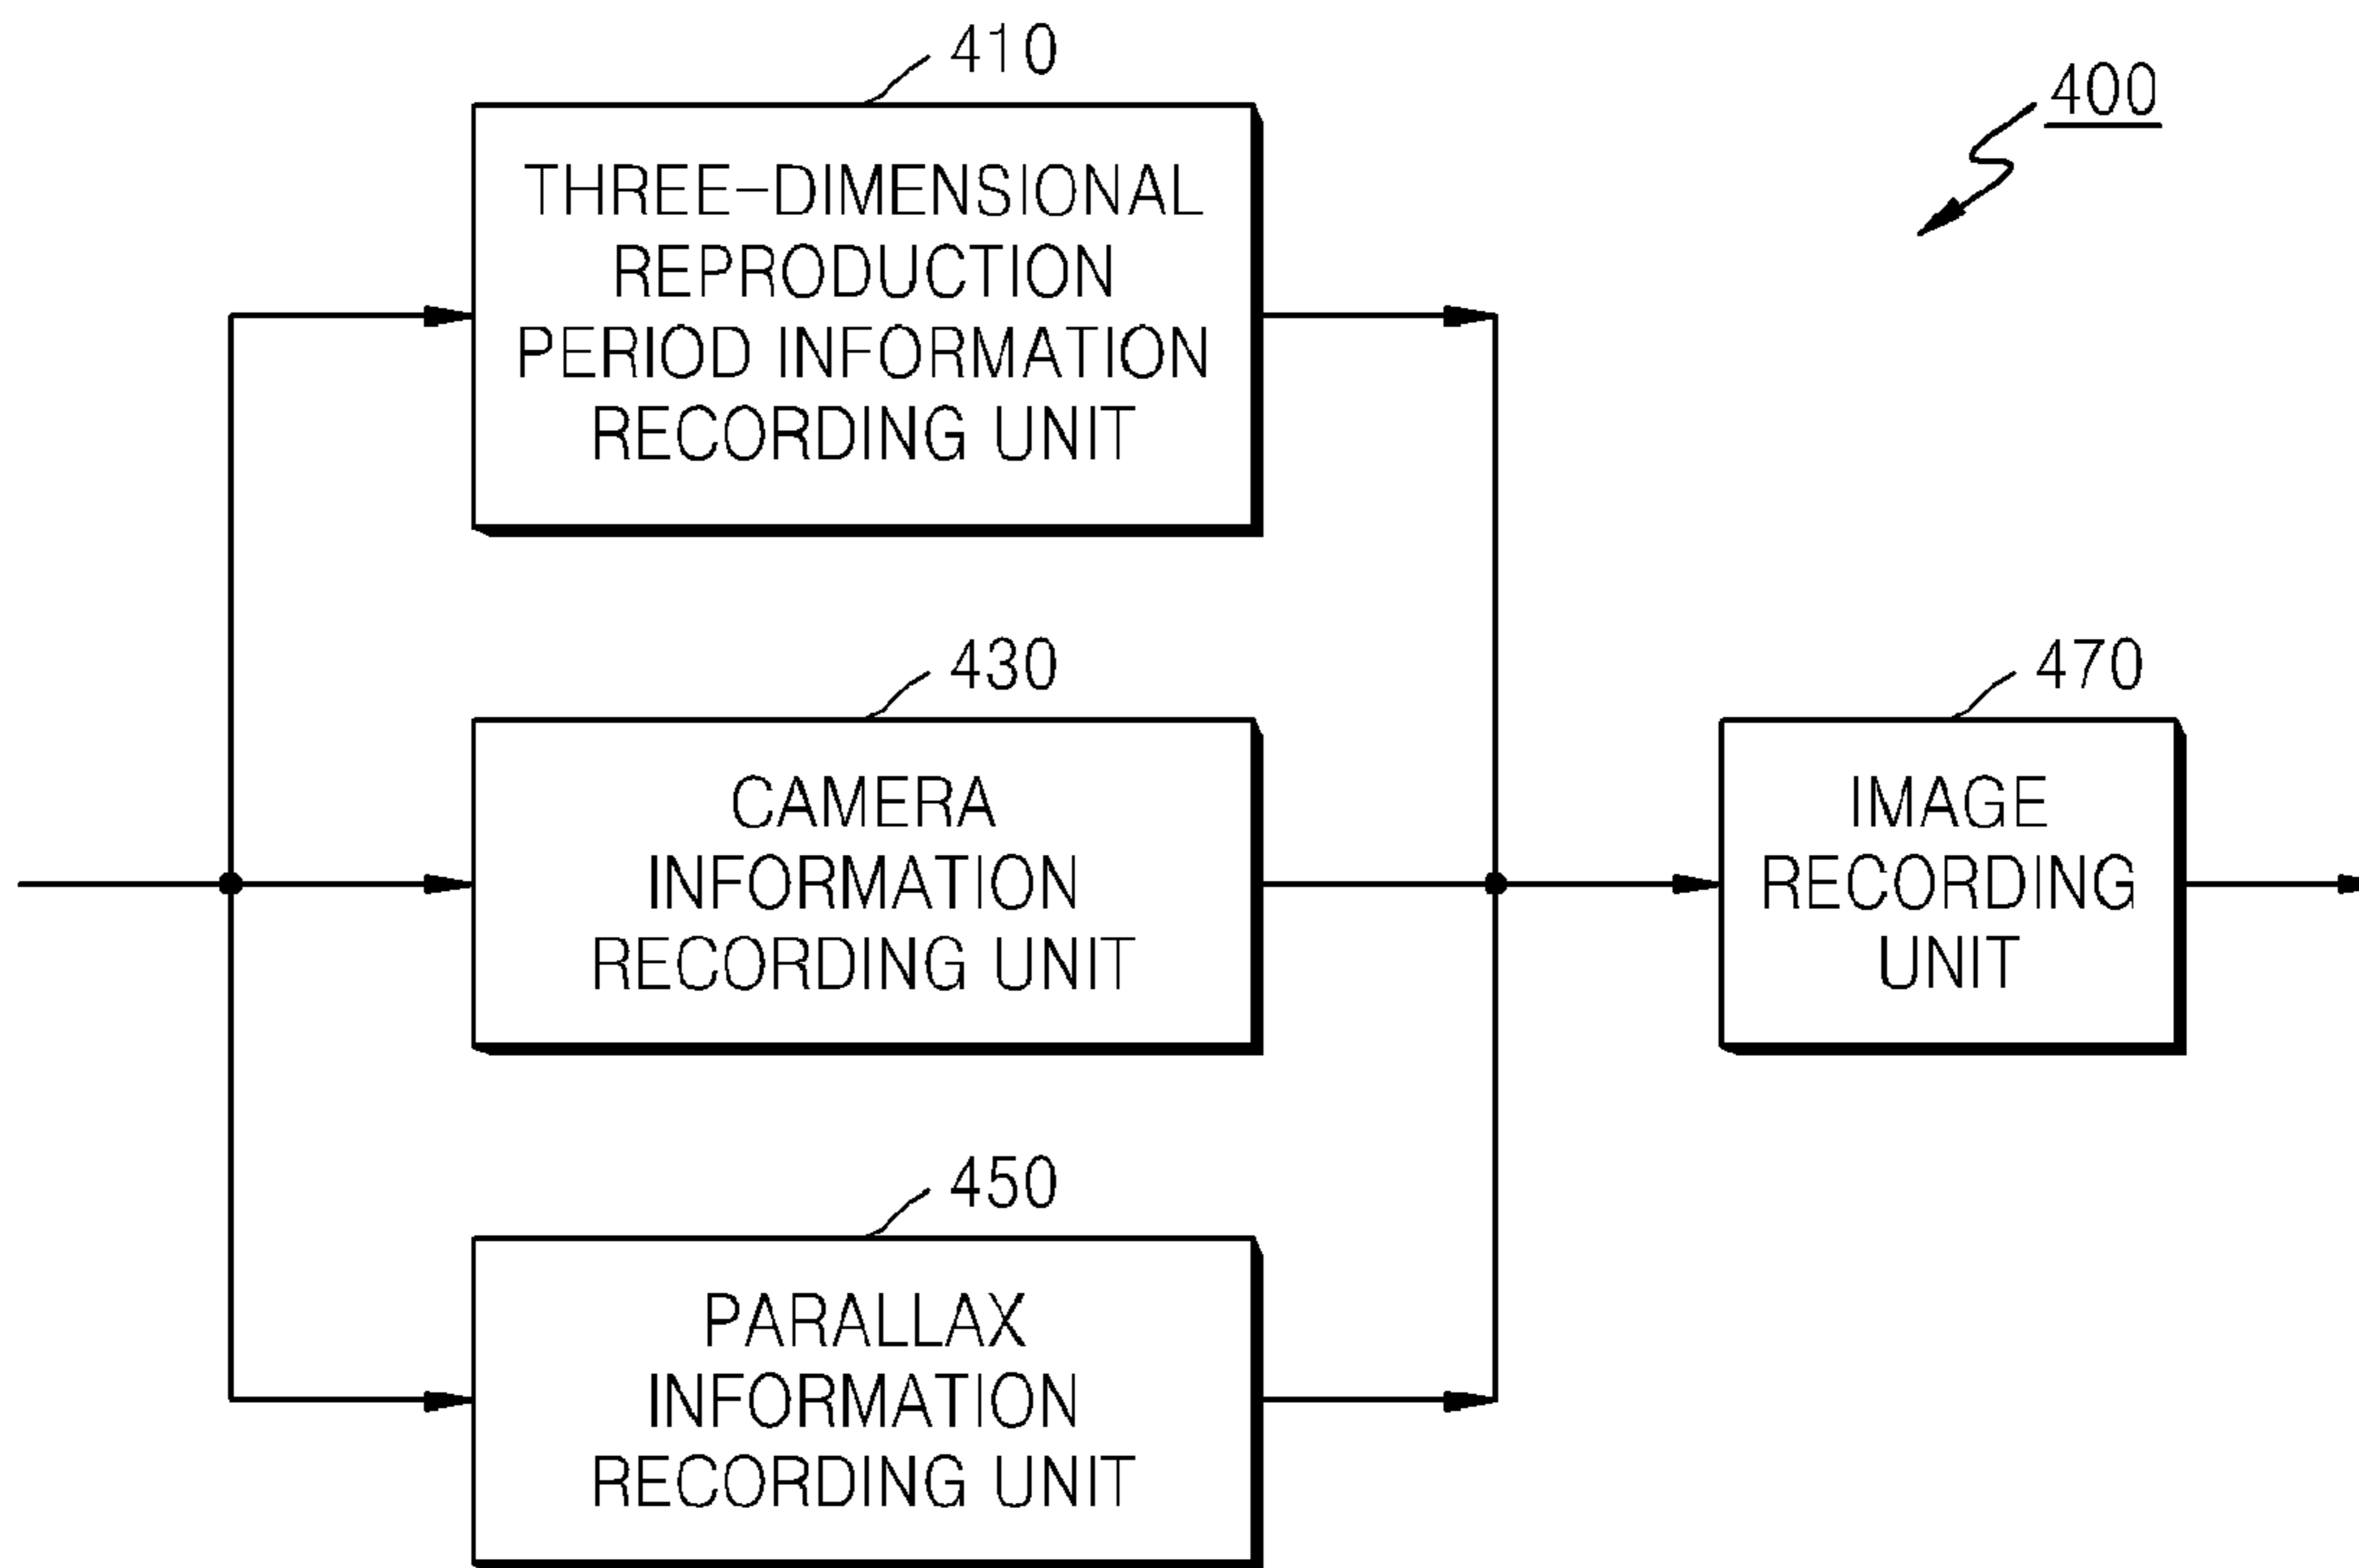 410
400
THREE-DIMENSIONAL
REPRODUCTION
PERIOD INFORMATION
RECORDING UNIT
430
470
CAMERA
INFORMATION
RECORDING UNIT
IMAGE
RECORDING
UNIT
450
PARALLAX
INFORMATION
RECORDING UNIT